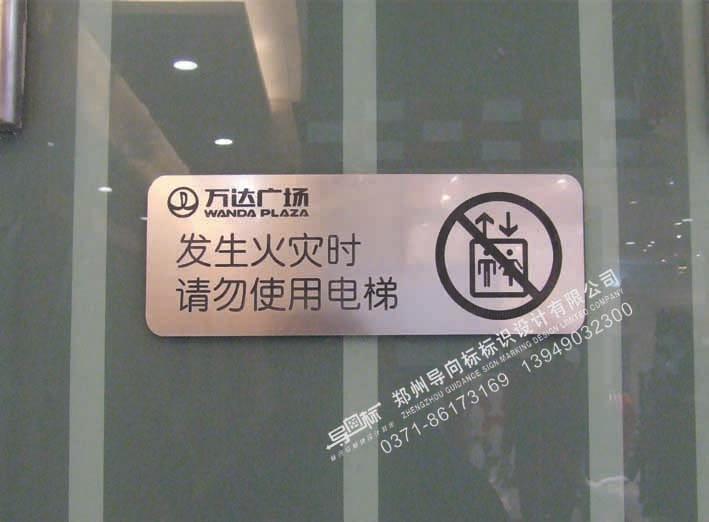 万达广场
WANDA PLAZA
发生火灾时
请勿使用电梯
导向标
郑州导向标标识设计有限公司
ZHENGZHOU GUIDANCE SIGN MARKING DESIGN LIMITED COMPANY
0371-86173169 13949032300